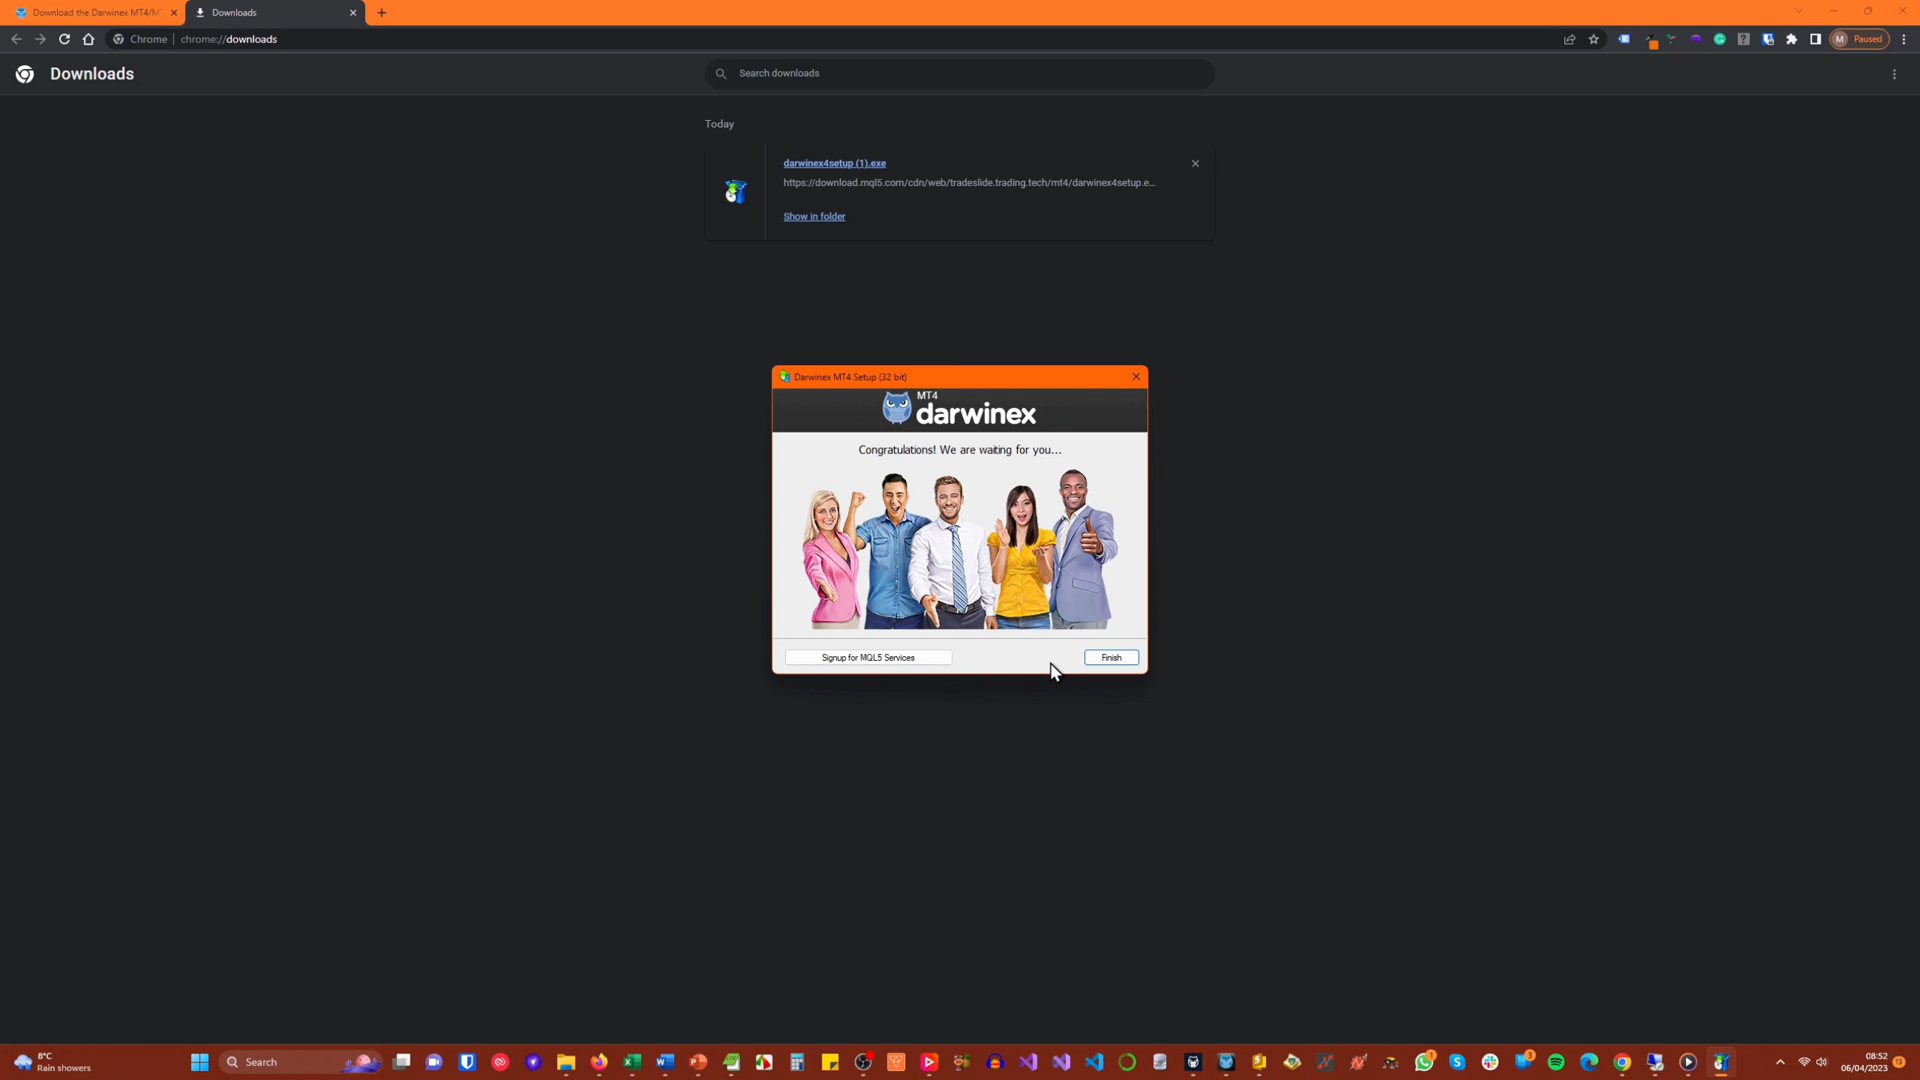 Download the Darwinex MT4/MT
Downloads
Chrome
chrome://downloads
Paused
Downloads
Search downloads
Today
darwinex4setup (1).exe
https://download.mql5.com/cdn/web/tradeslide.trading.tech/mt4/darwinex4setup.e...
Show in folder
Darwinex MT4 Setup (32 bit)
MT4
darwinex
Congratulations! We are waiting for you...
Signup for MQL5 Services
Finish
8°C
Rain showers
Search
1
3
08:52
06/04/2023